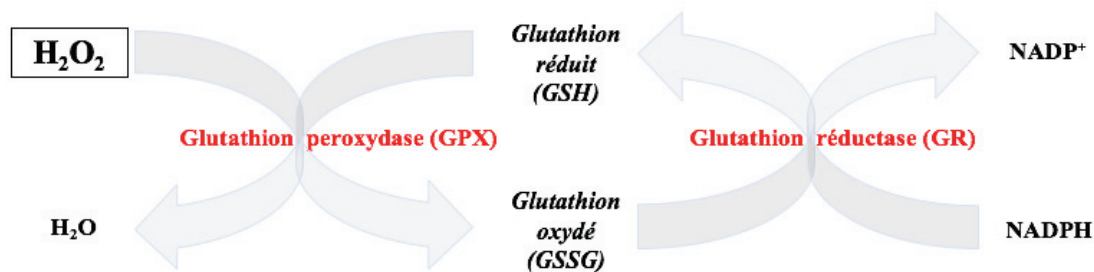 H₂O₂
Glutathion
réduit
(GSH)
NADP⁺
Glutathion peroxydase (GPX)
Glutathion réductase (GR)
H₂O
Glutathion
oxydé
(GSSG)
NADPH